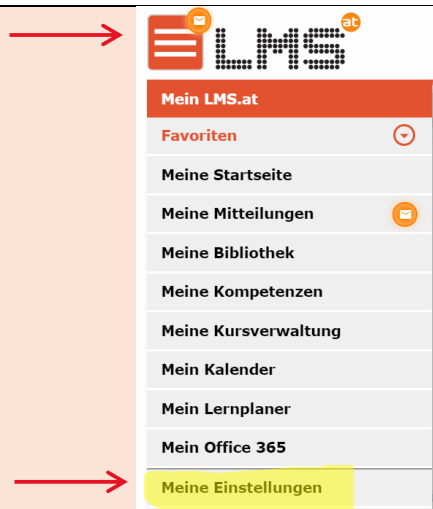 LMS at
Mein LMS.at
Favoriten
Meine Startseite
Meine Mitteilungen
Meine Bibliothek
Meine Kompetenzen
Meine Kursverwaltung
Mein Kalender
Mein Lernplaner
Mein Office 365
Meine Einstellungen